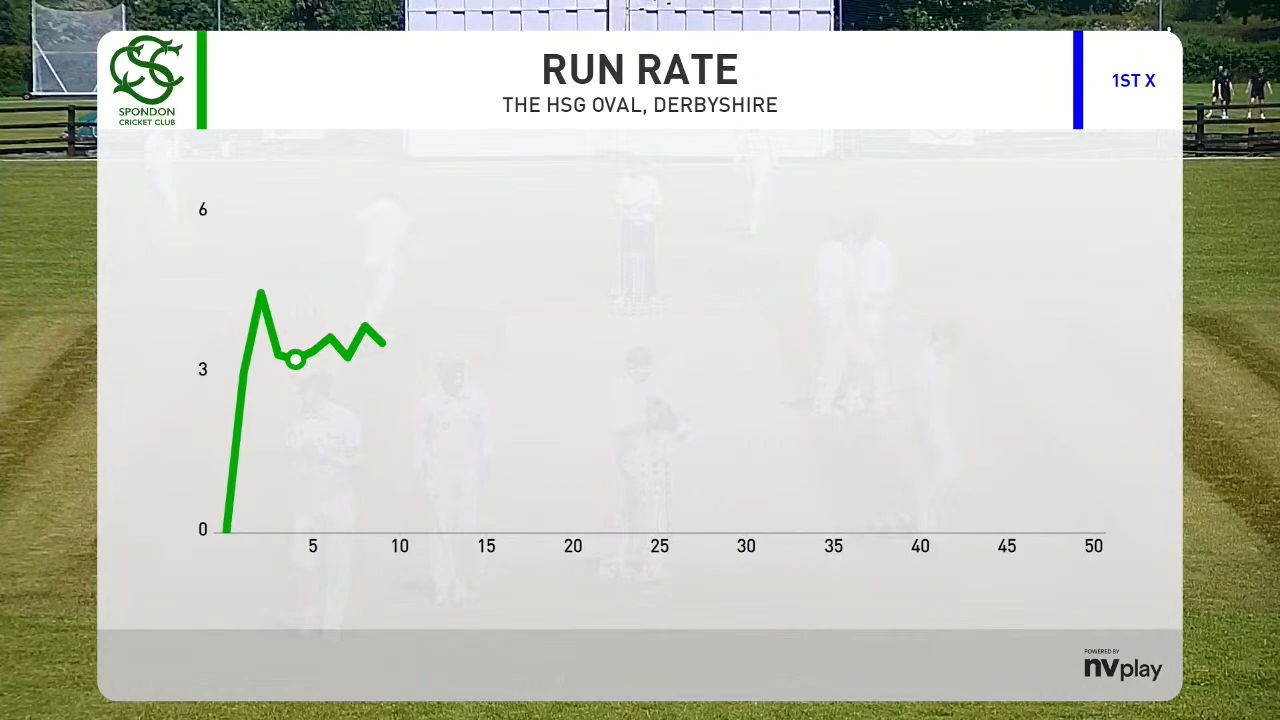 SPONDON
CRICKET CLUB
RUN RATE
THE HSG OVAL, DERBYSHIRE
1ST X
6
3
0
5 10 15 20 25 30 35 40 45 50
POWERED BY
nvplay